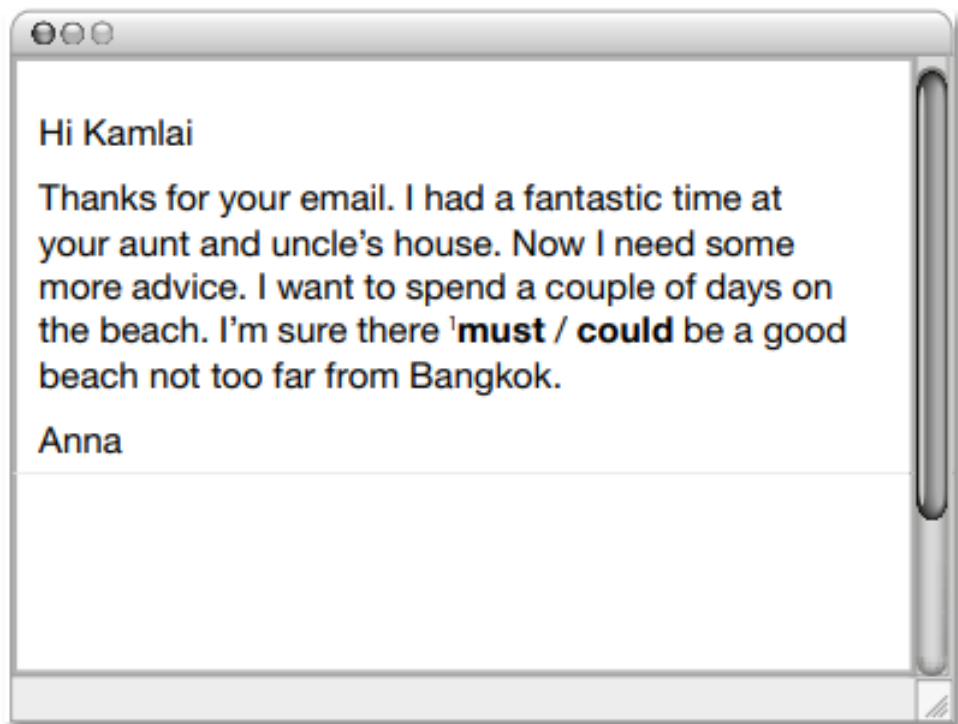 Hi Kamlai
Thanks for your email. I had a fantastic time at
your aunt and uncle’s house. Now I need some
more advice. I want to spend a couple of days on
the beach. I’m sure there ¹must / could be a good
beach not too far from Bangkok.
Anna